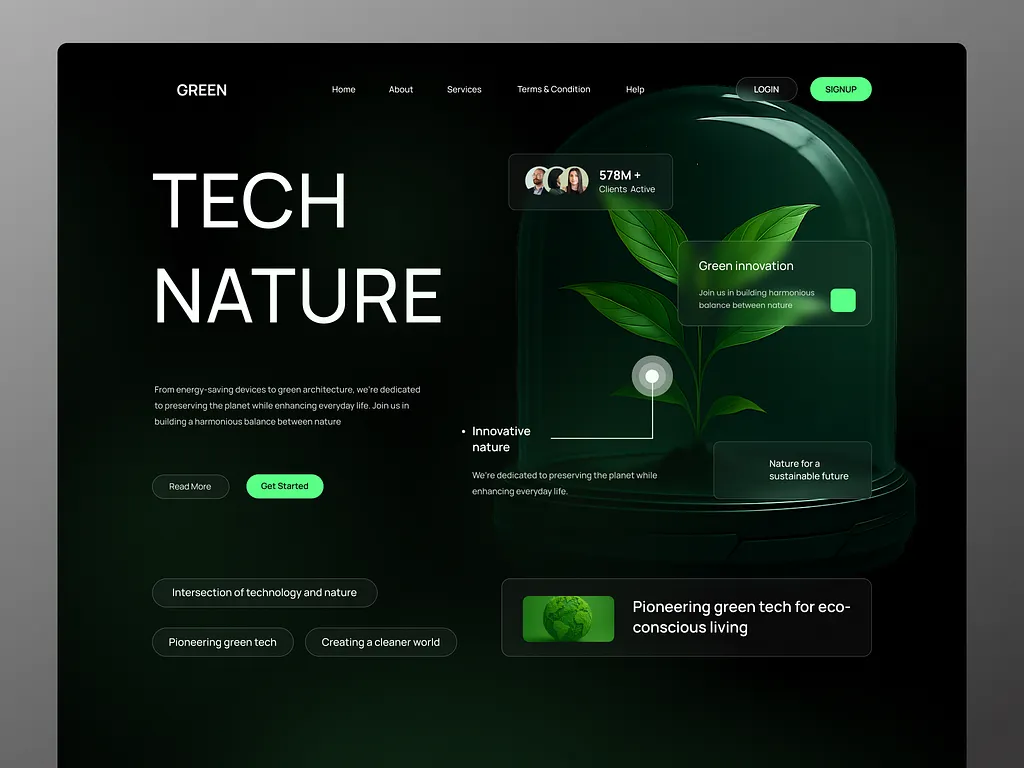 GREEN
Home
About
Services
Terms & Condition
Help
LOGIN
SIGNUP
TECH
NATURE
578M +
Clients Active
Green innovation
Join us in building harmonious
balance between nature
From energy-saving devices to green architecture, we're dedicated
to preserving the planet while enhancing everyday life. Join us in
building a harmonious balance between nature
• Innovative
nature
We're dedicated to preserving the planet while
enhancing everyday life.
Nature for a
sustainable future
Read More
Get Started
Intersection of technology and nature
Pioneering green tech
Creating a cleaner world
Pioneering green tech for eco-
conscious living